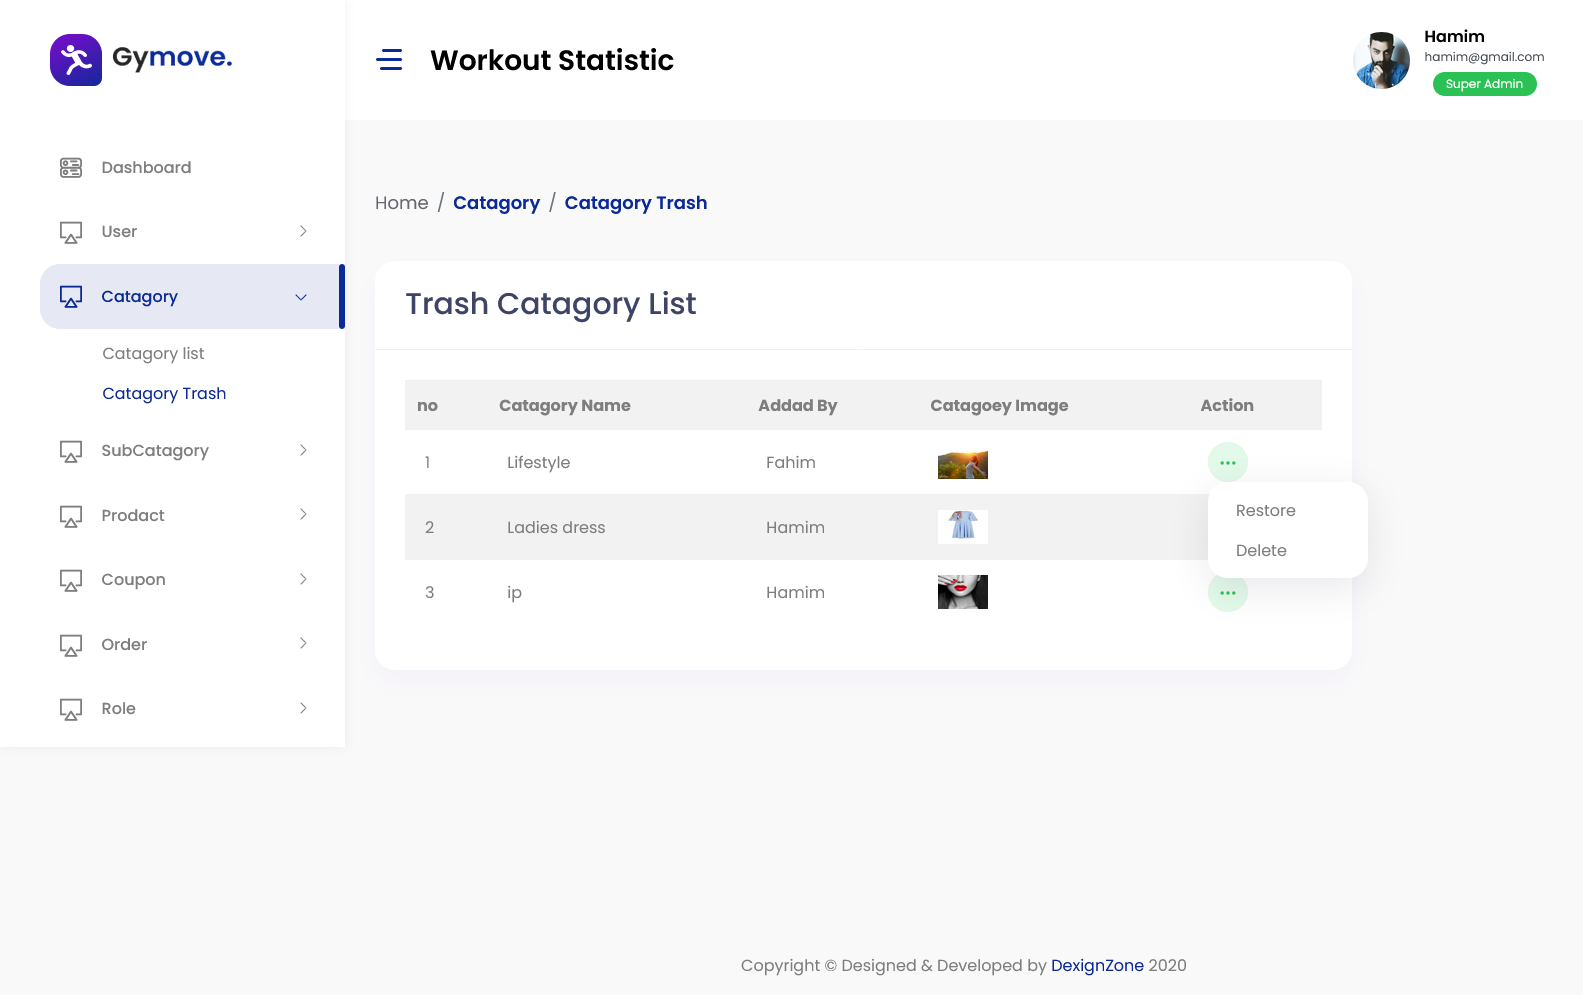 Gymove.
Workout Statistic
Hamim
hamim@gmail.com
Super Admin
Dashboard
User
Catagory
Catagory list
Catagory Trash
SubCatagory
Prodact
Coupon
Order
Role
Home / Catagory / Catagory Trash
Trash Catagory List
no Catagory Name Addad By Catagoey Image Action
1 Lifestyle Fahim
2 Ladies dress Hamim
3 ip Hamim
Restore
Delete
Copyright © Designed & Developed by DexignZone 2020